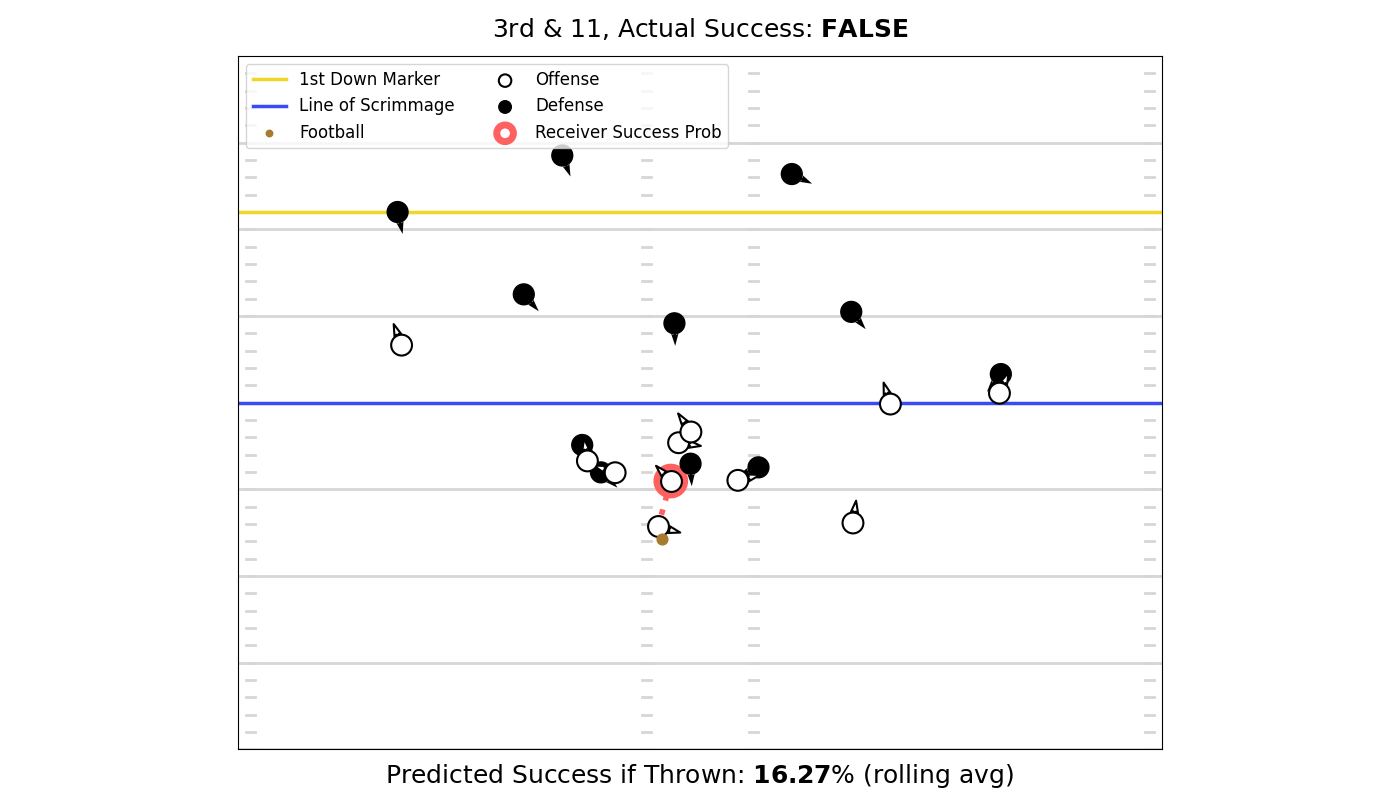 3rd & 11, Actual Success: FALSE
1st Down Marker
Line of Scrimmage
Football
Offense
Defense
Receiver Success Prob
Predicted Success if Thrown: 16.27% (rolling avg)